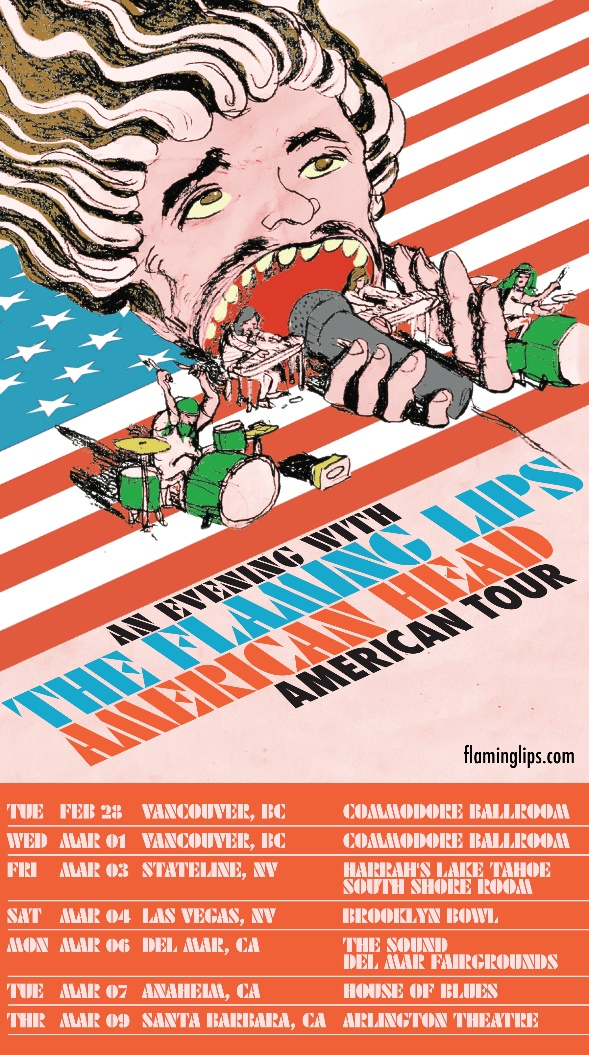 AN EVENING WITH
THE FLAMING LIPS
AMERICAN HEAD
AMERICAN TOUR
flaminglips.com
TUE FEB 28 VANCOUVER, BC COMMODORE BALLROOM
WED MAR 01 VANCOUVER, BC COMMODORE BALLROOM
FRI MAR 03 STATELINE, NV HARRAH'S LAKE TAHOE
SOUTH SHORE ROOM
SAT MAR 04 LAS VEGAS, NV BROOKLYN BOWL
MON MAR 06 DEL MAR, CA THE SOUND
DEL MAR FAIRGROUNDS
TUE MAR 07 ANAHEIM, CA HOUSE OF BLUES
THR MAR 09 SANTA BARBARA, CA ARLINGTON THEATRE